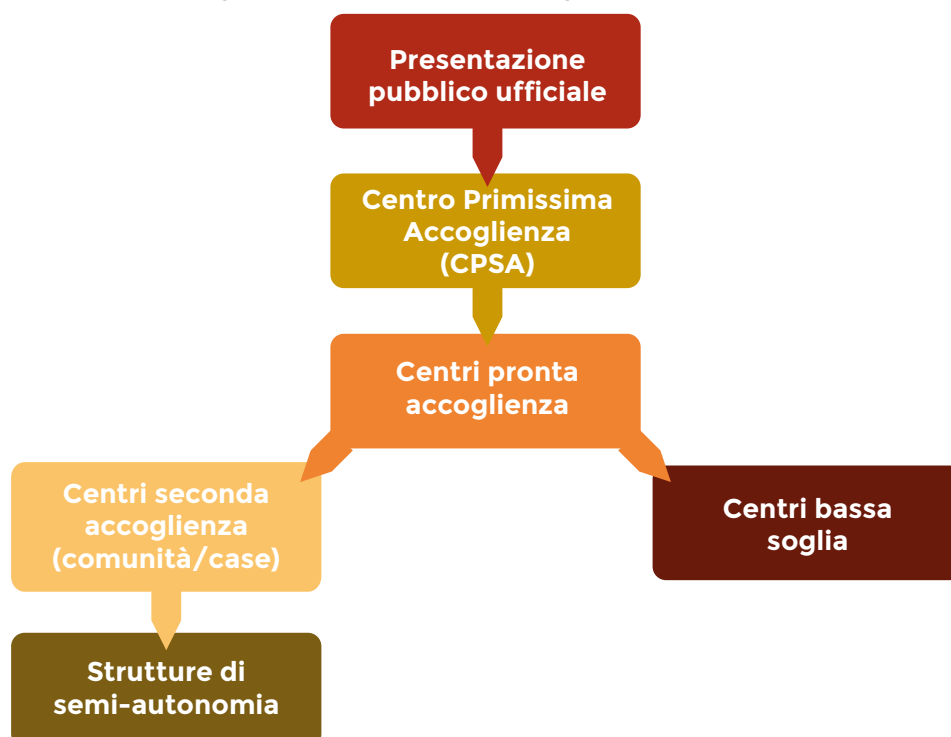 Presentazione
pubblico ufficiale
Centro Primissima
Accoglienza
(CPSA)
Centri pronta
accoglienza
Centri seconda
accoglienza
(comunità/case)
Centri bassa
soglia
Strutture di
semi-autonomia